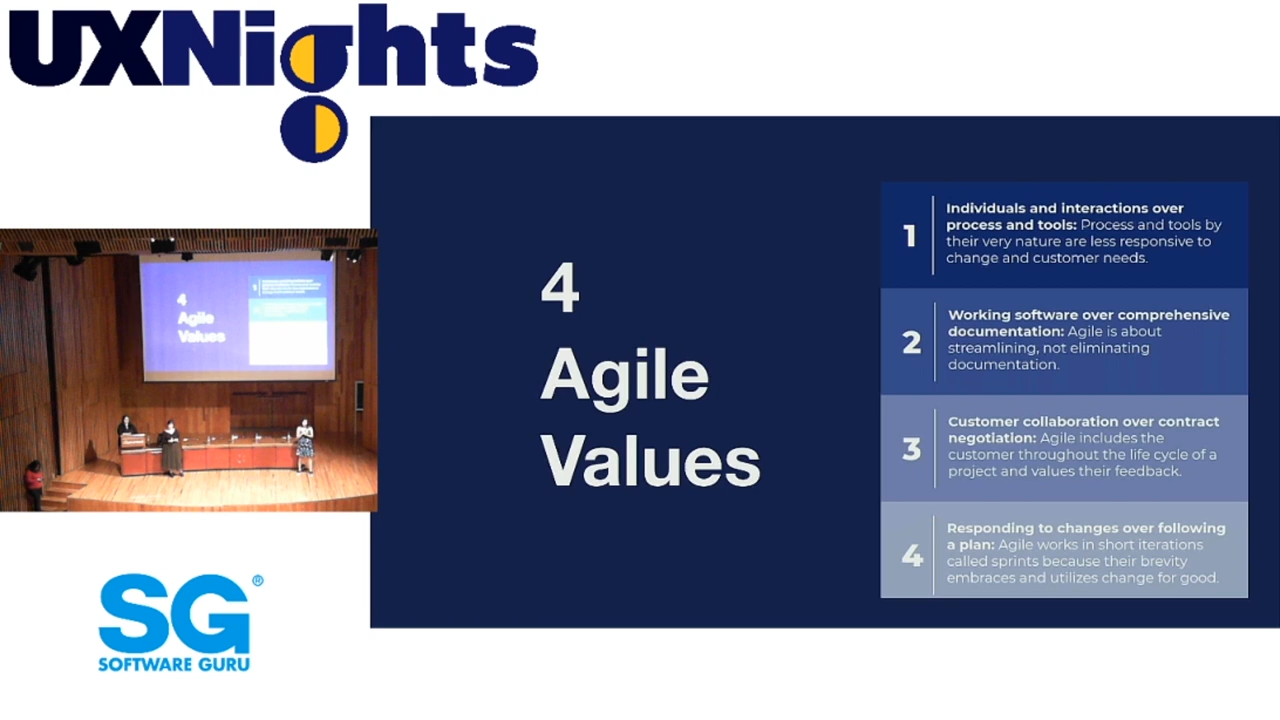 UXNights
4
Agile
Values
1
Individuals and interactions over
process and tools: Process and tools by
their very nature are less responsive to
change and customer needs.
2
Working software over comprehensive
documentation: Agile is about
streamlining, not eliminating
documentation.
3
Customer collaboration over contract
negotiation: Agile includes the
customer throughout the life cycle of a
project and values their feedback.
4
Responding to changes over following
a plan: Agile works in short iterations
called sprints because their brevity
embraces and utilizes change for good.
4
Agile
Values
SG®
SOFTWARE GURU